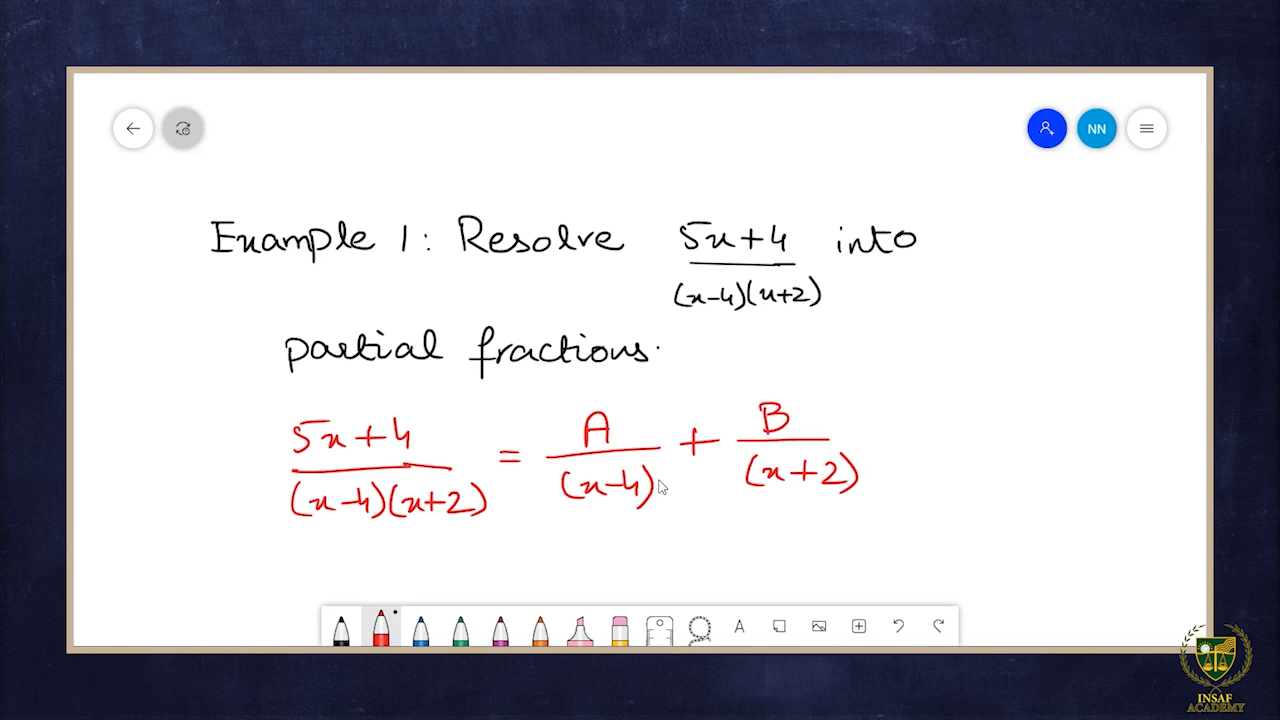 NN
Example 1: Resolve 5x+4 into
(x-4)(x+2)
partial fractions.
5x+4 = A + B
(x-4)(x+2) (x-4) (x+2)
A
INSAF
ACADEMY